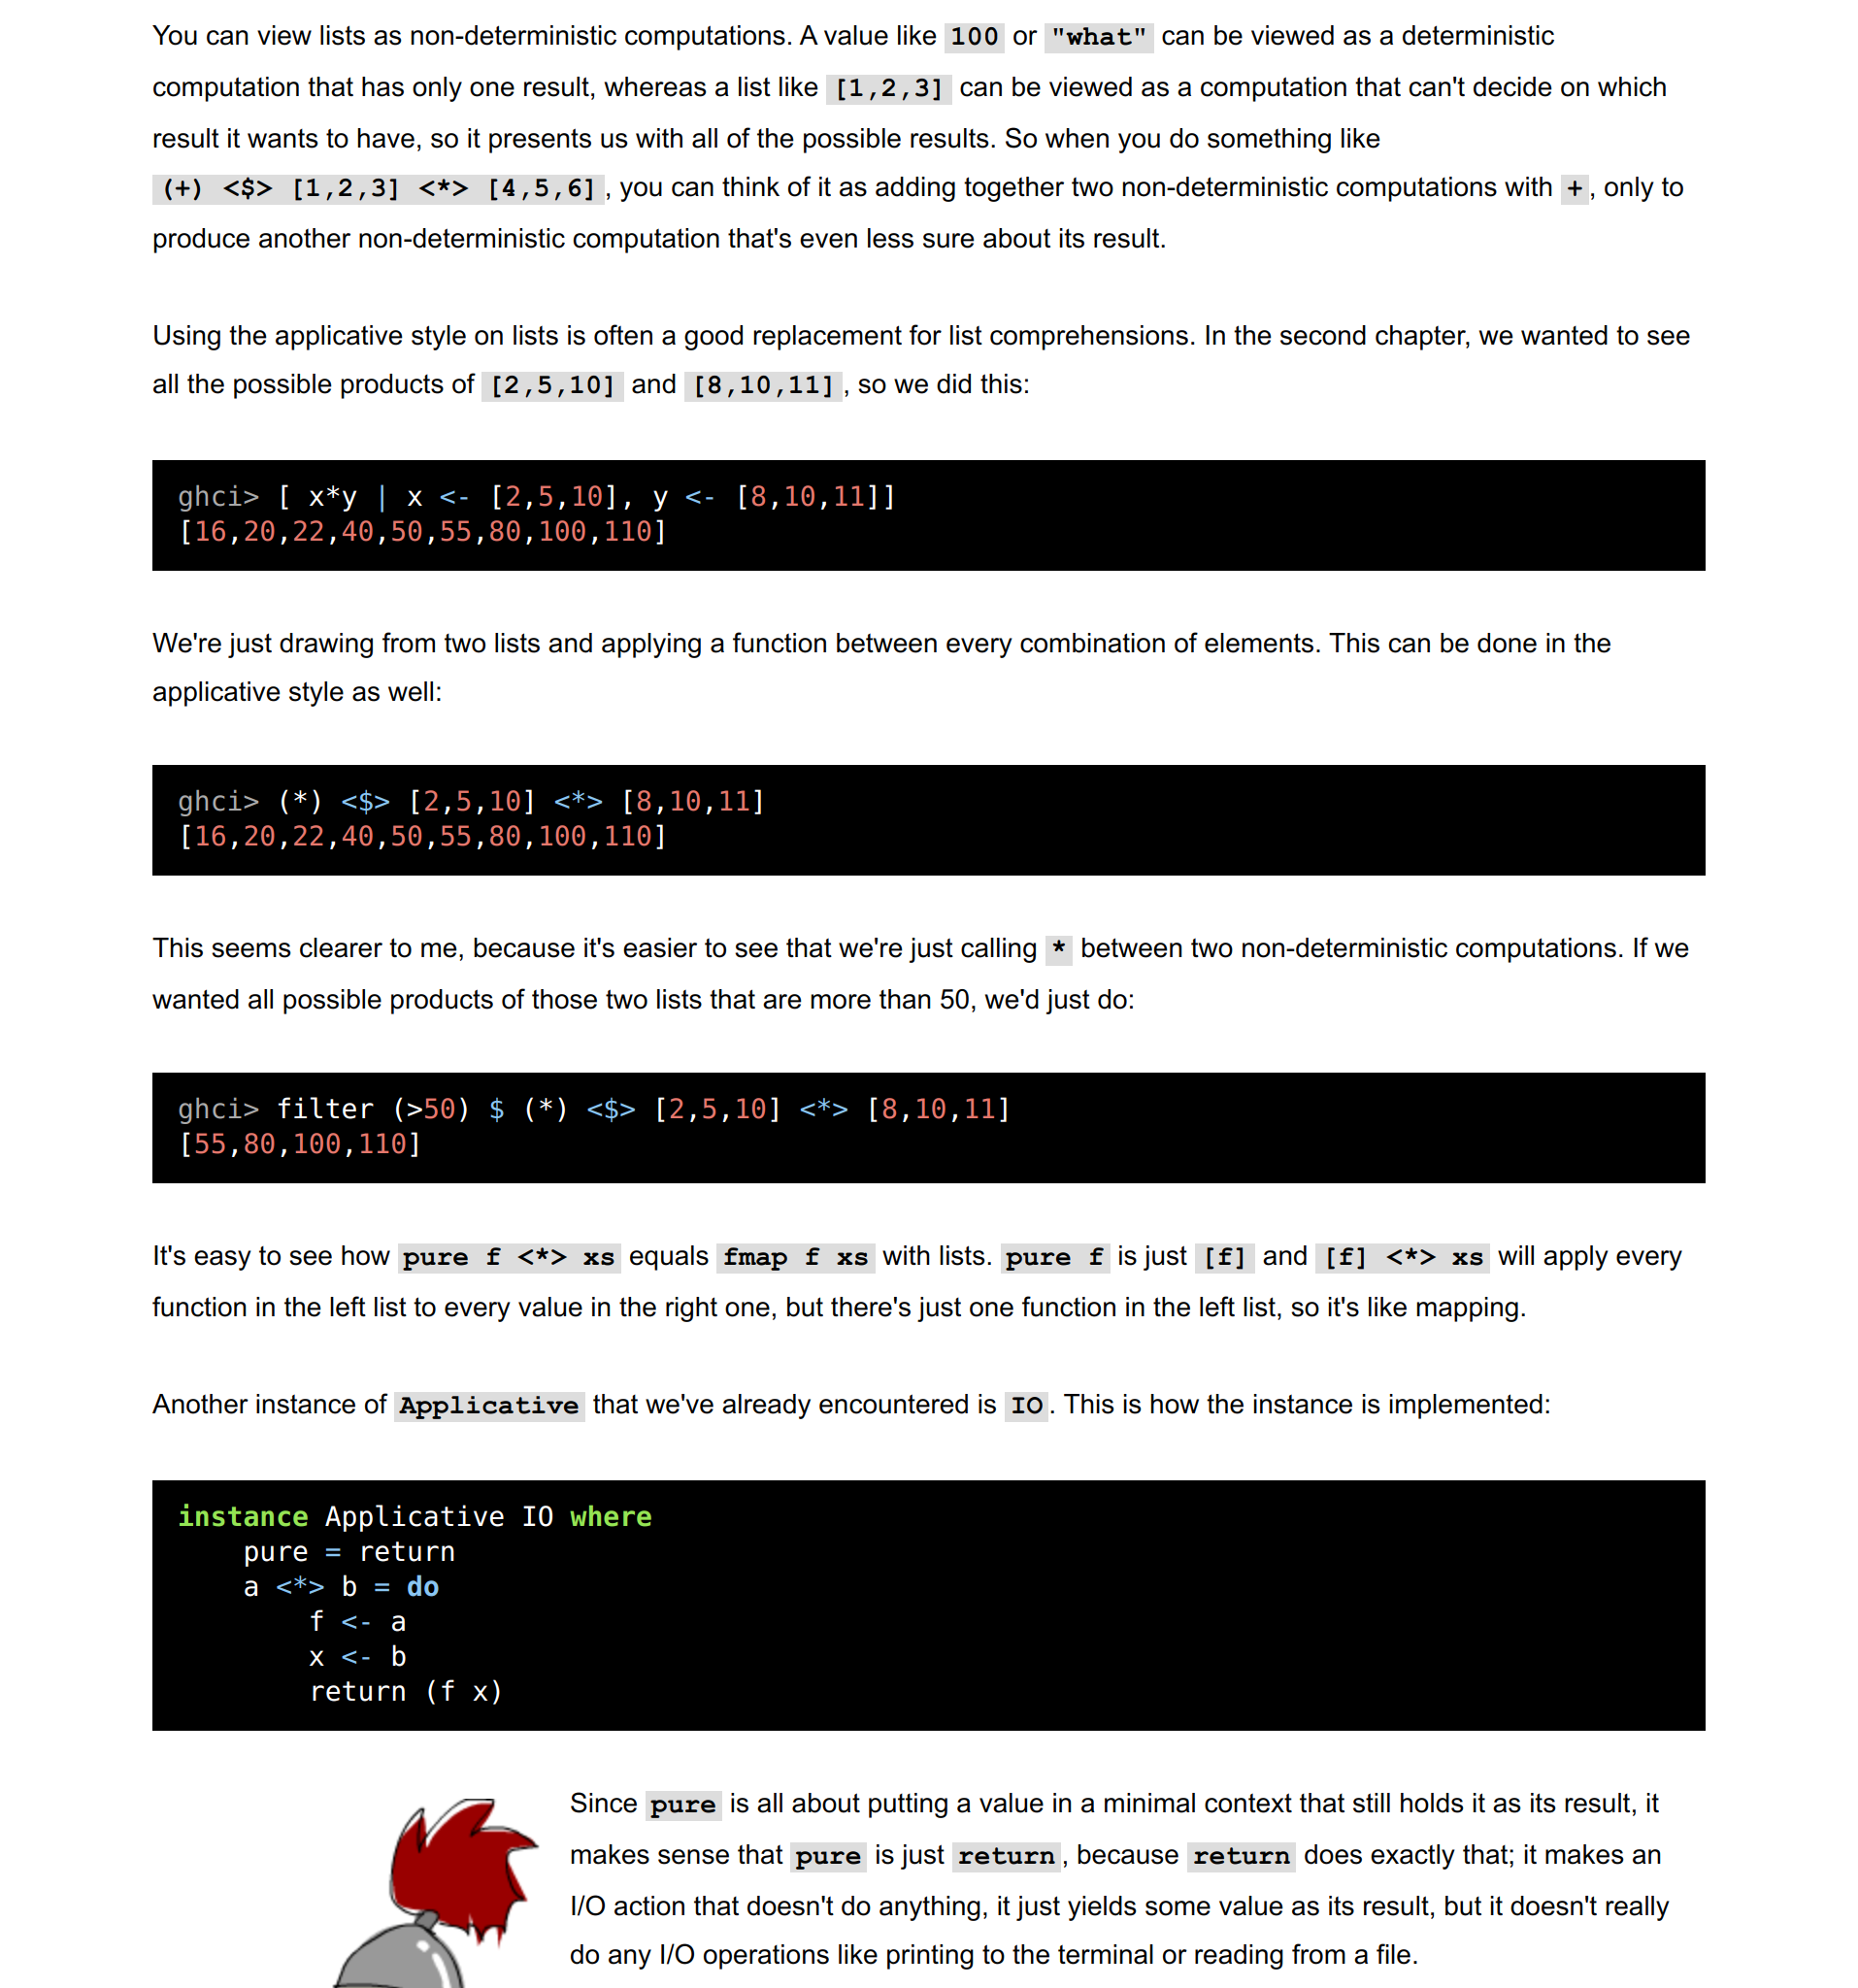 You can view lists as non-deterministic computations. A value like 100 or "what" can be viewed as a deterministic
computation that has only one result, whereas a list like [1,2,3] can be viewed as a computation that can't decide on which
result it wants to have, so it presents us with all of the possible results. So when you do something like
(+) <$> [1,2,3] <*> [4,5,6], you can think of it as adding together two non-deterministic computations with +, only to
produce another non-deterministic computation that's even less sure about its result.
Using the applicative style on lists is often a good replacement for list comprehensions. In the second chapter, we wanted to see
all the possible products of [2,5,10] and [8,10,11], so we did this:
ghci> [ x*y | x <- [2,5,10], y <- [8,10,11]]
[16,20,22,40,50,55,80,100,110]
We're just drawing from two lists and applying a function between every combination of elements. This can be done in the
applicative style as well:
ghci> (*) <$> [2,5,10] <*> [8,10,11]
[16,20,22,40,50,55,80,100,110]
This seems clearer to me, because it's easier to see that we're just calling * between two non-deterministic computations. If we
wanted all possible products of those two lists that are more than 50, we'd just do:
ghci> filter (>50) $ (*) <$> [2,5,10] <*> [8,10,11]
[55,80,100,110]
It's easy to see how pure f <*> xs equals fmap f xs with lists. pure f is just [f] and [f] <*> xs will apply every
function in the left list to every value in the right one, but there's just one function in the left list, so it's like mapping.
Another instance of Applicative that we've already encountered is IO. This is how the instance is implemented:
instance Applicative IO where
    pure = return
    a <*> b = do
        f <- a
        x <- b
        return (f x)
Since pure is all about putting a value in a minimal context that still holds it as its result, it
makes sense that pure is just return, because return does exactly that; it makes an
I/O action that doesn't do anything, it just yields some value as its result, but it doesn't really
do any I/O operations like printing to the terminal or reading from a file.